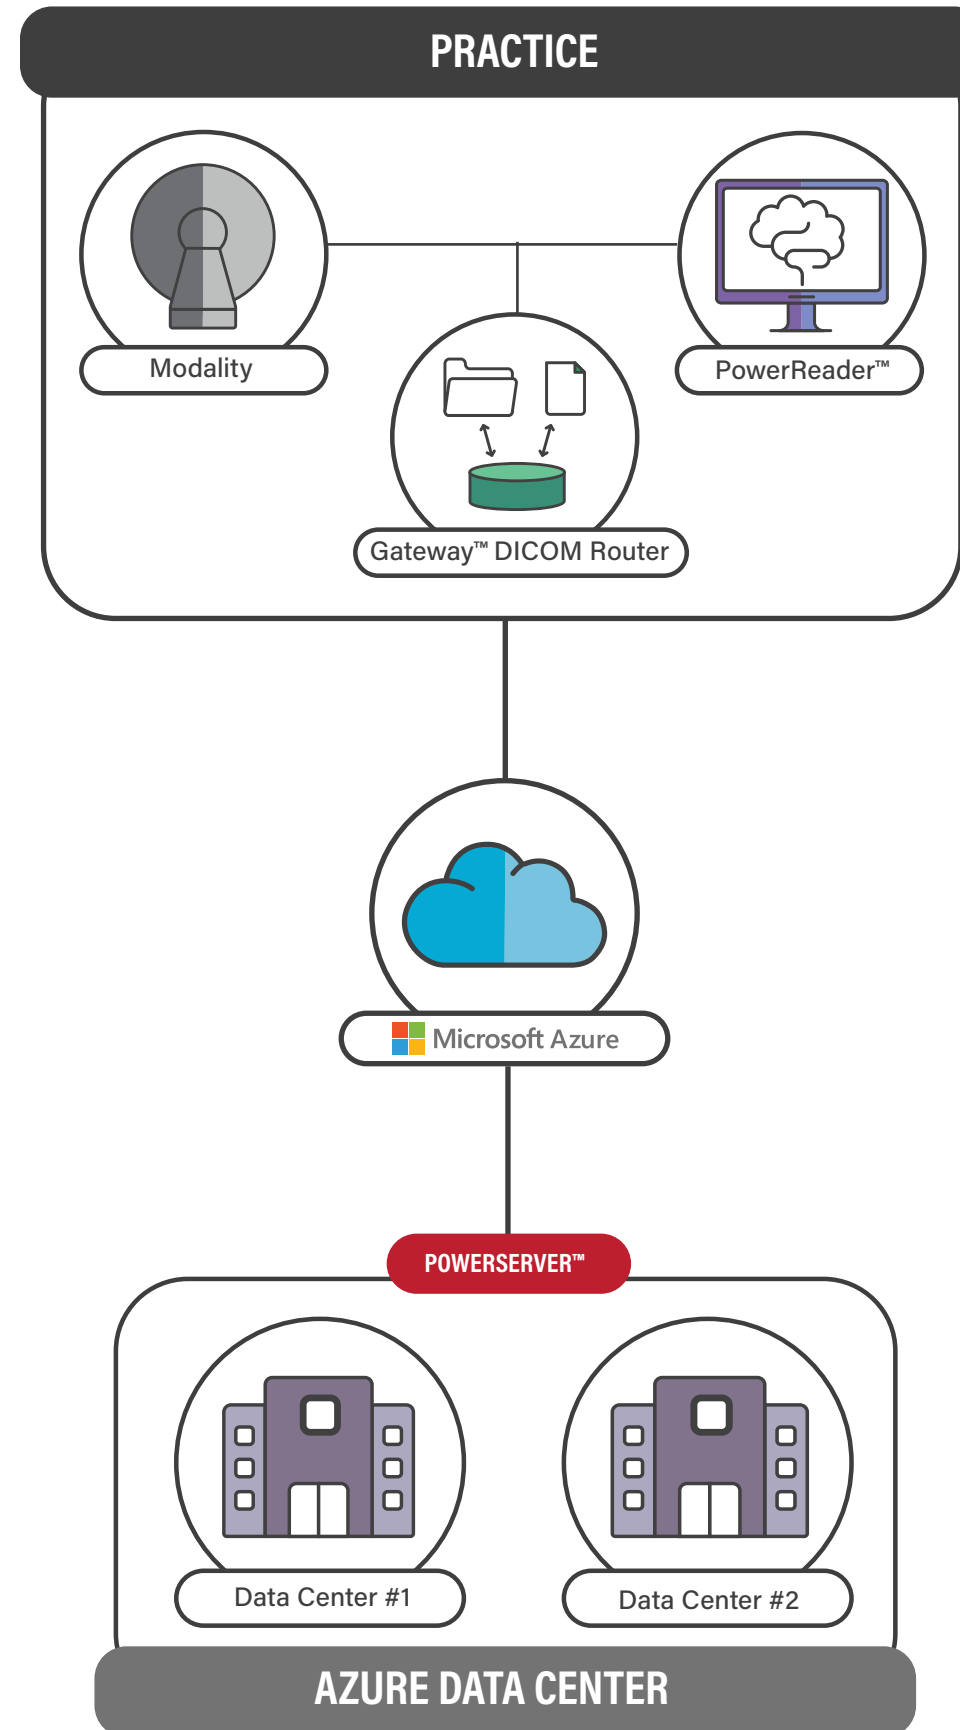 PRACTICE
Modality
PowerReader™
Gateway™ DICOM Router
Microsoft Azure
POWERSERVER™
Data Center #1
Data Center #2
AZURE DATA CENTER